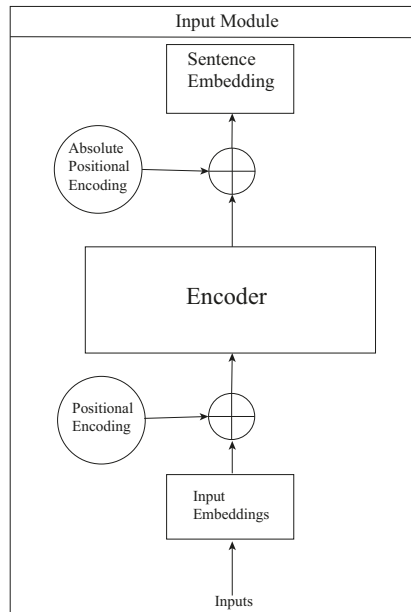 Input Module
Sentence
Embedding
Absolute
Positional
Encoding
Encoder
Positional
Encoding
Input
Embeddings
Inputs